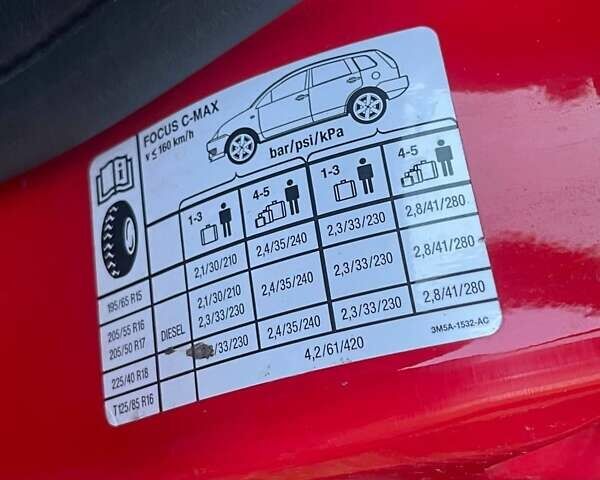 FOCUS C-MAX
v ≤ 160 km/h
bar/psi/kPa
1-3 4-5 1-3 4-5
195/65 R15 2,1/30/210 2,4/35/240 2,3/33/230 2,8/41/280
205/55 R16 2,1/30/210 2,4/35/240 2,3/33/230 2,8/41/280
205/50 R17 DIESEL 2,3/33/230
225/40 R18 /33/230 2,4/35/240 2,3/33/230 2,8/41/280
T125/85 R16 4,2/61/420
3M5A-1532-AC